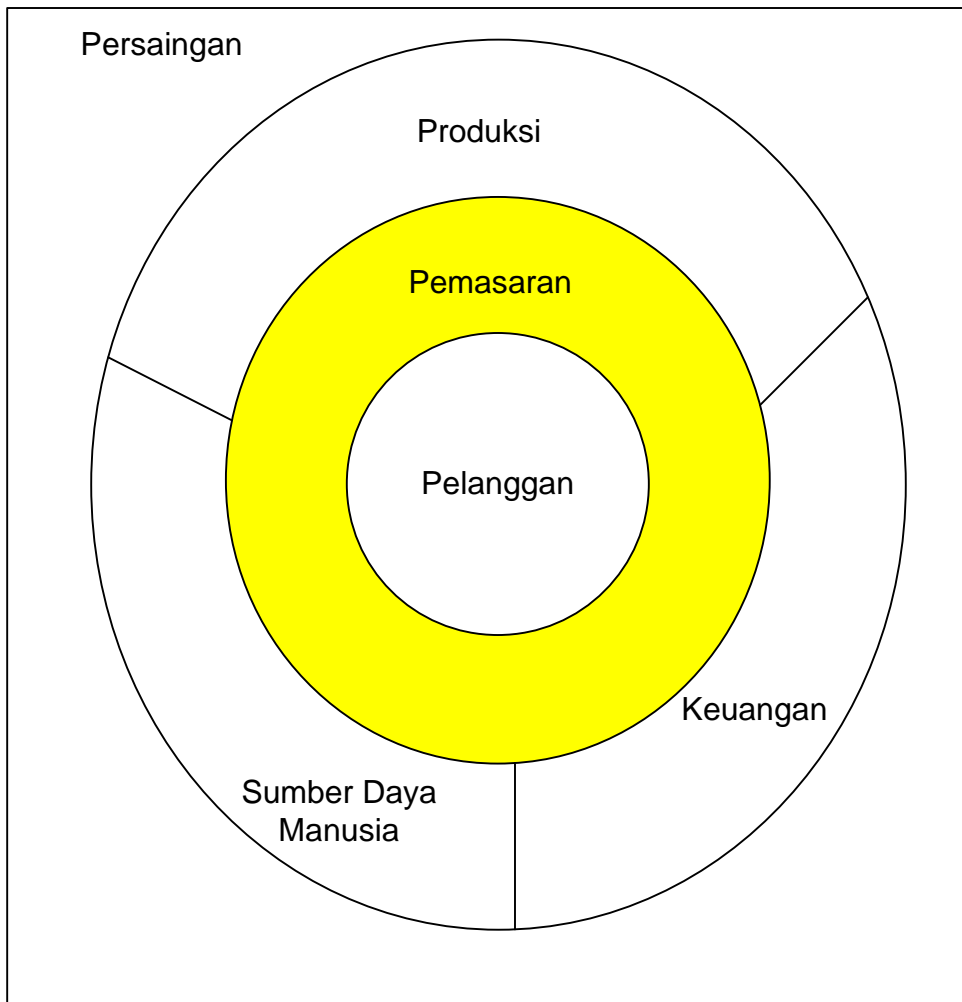 Persaingan
Produksi
Pemasaran
Pelanggan
Keuangan
Sumber Daya
Manusia